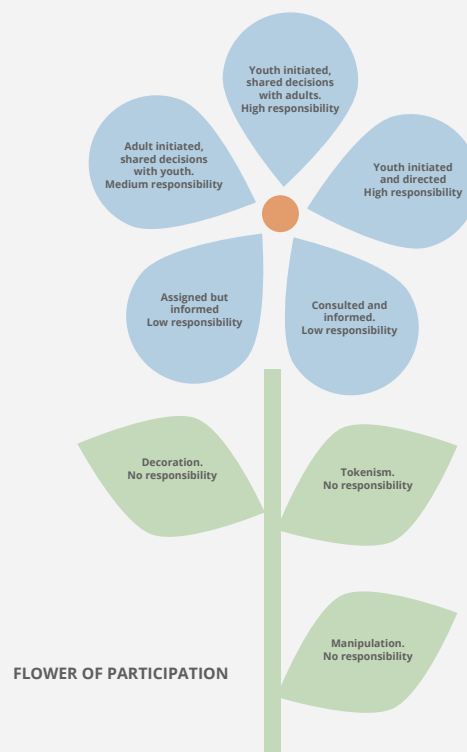 Youth initiated,
shared decisions
with adults.
High responsibility
Adult initiated,
shared decisions
with youth.
Medium responsibility
Youth initiated
and directed
High responsibility
Assigned but
informed
Low responsibility
Consulted and
informed.
Low responsibility
Decoration.
No responsibility
Tokenism.
No responsibility
Manipulation.
No responsibility
FLOWER OF PARTICIPATION